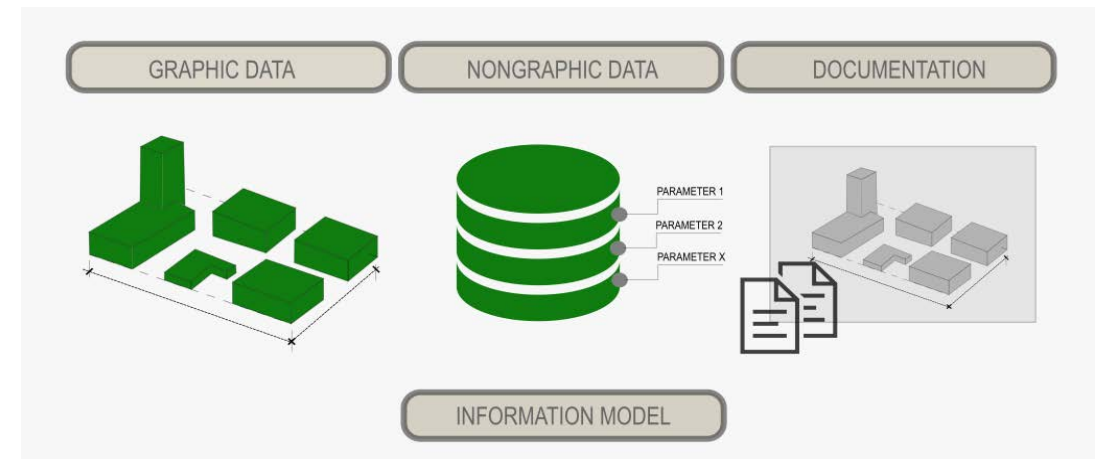 GRAPHIC DATA
NONGRAPHIC DATA
DOCUMENTATION
PARAMETER 1
PARAMETER 2
PARAMETER X
INFORMATION MODEL